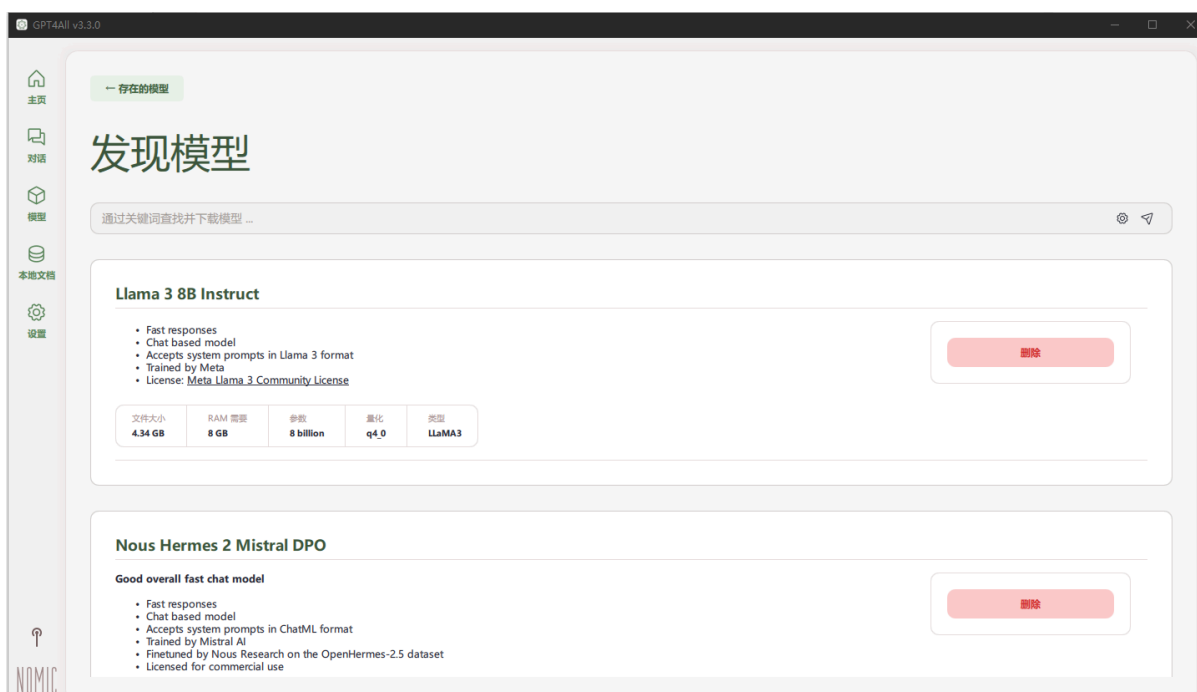 GPT4All v3.3.0
主页
对话
模型
本地文档
设置
NOMIC
← 存在的模型
发现模型
通过关键词查找并下载模型 ...
Llama 3 8B Instruct
• Fast responses
• Chat based model
• Accepts system prompts in Llama 3 format
• Trained by Meta
• License: Meta Llama 3 Community License
删除
文件大小 RAM 需要 参数 量化 类型
4.34 GB 8 GB 8 billion q4_0 LLaMA3
Nous Hermes 2 Mistral DPO
Good overall fast chat model
• Fast responses
• Chat based model
• Accepts system prompts in ChatML format
• Trained by Mistral AI
• Finetuned by Nous Research on the OpenHermes-2.5 dataset
• Licensed for commercial use
删除